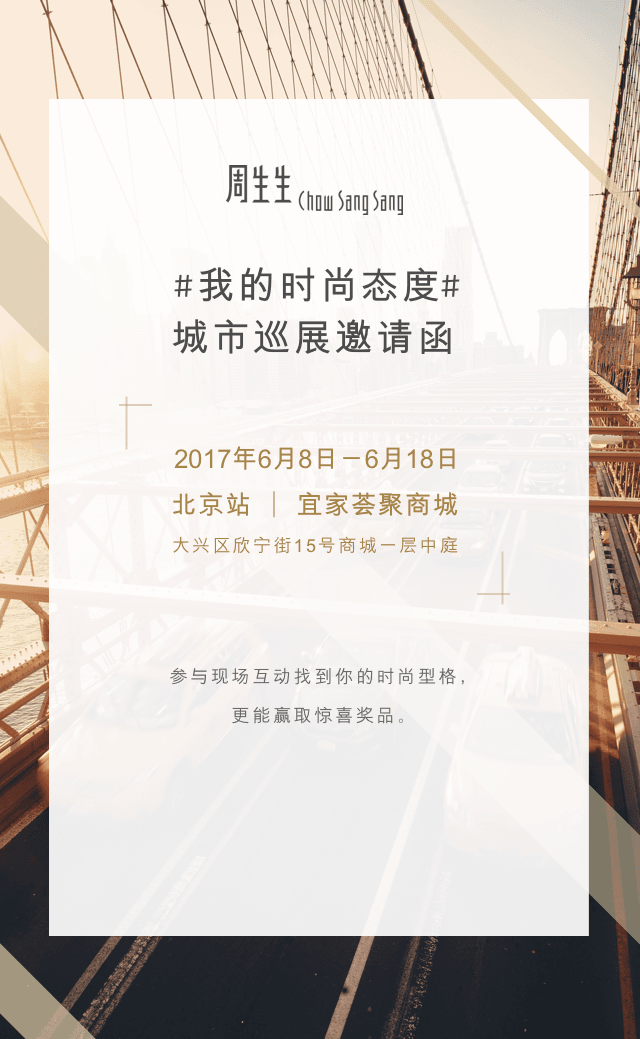 周生生 Chow Sang Sang
#我的时尚态度#
城市巡展邀请函
2017年6月8日－6月18日
北京站 | 宜家荟聚商城
大兴区欣宁街15号商城一层中庭
参与现场互动找到你的时尚型格，
更能赢取惊喜奖品。